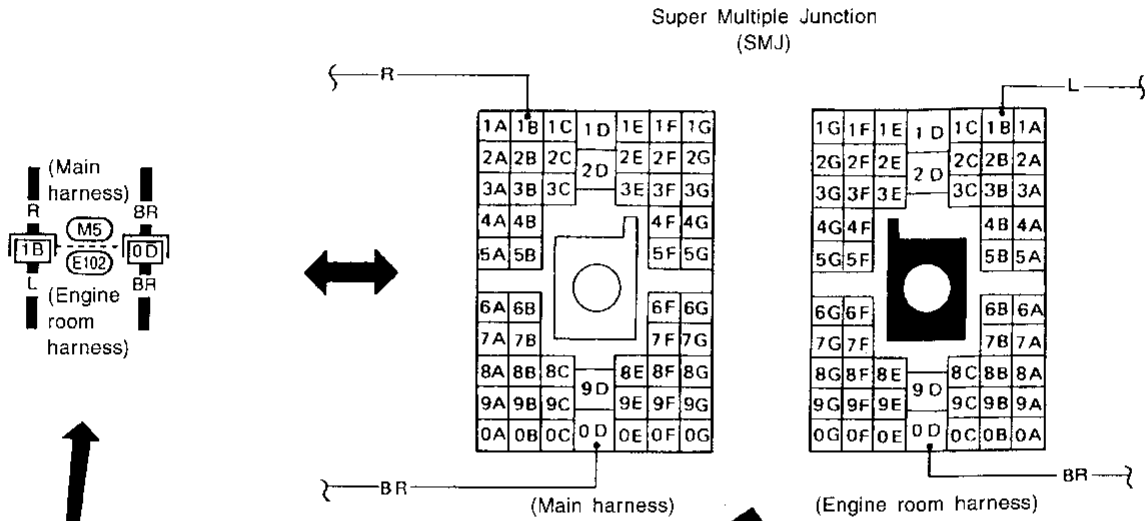 Super Multiple Junction
(SMJ)
R
L
(Main
harness)
R BR
M5
1B 0D
E102
L BR
(Engine
room
harness)
1A 1B 1C 1D 1E 1F 1G
2A 2B 2C 2D 2E 2F 2G
3A 3B 3C 3E 3F 3G
4A 4B 4F 4G
5A 5B 5F 5G
6A 6B 6F 6G
7A 7B 7F 7G
8A 8B 8C 8E 8F 8G
9D
9A 9B 9C 9E 9F 9G
0A 0B 0C 0D 0E 0F 0G
BR
(Main harness)
1G 1F 1E 1D 1C 1B 1A
2G 2F 2E 2D 2C 2B 2A
3G 3F 3E 3C 3B 3A
4G 4F 4B 4A
5G 5F 5B 5A
6G 6F 6B 6A
7G 7F 7B 7A
8G 8F 8E 8C 8B 8A
9D
9G 9F 9E 9C 9B 9A
0G 0F 0E 0D 0C 0B 0A
BR
(Engine room harness)